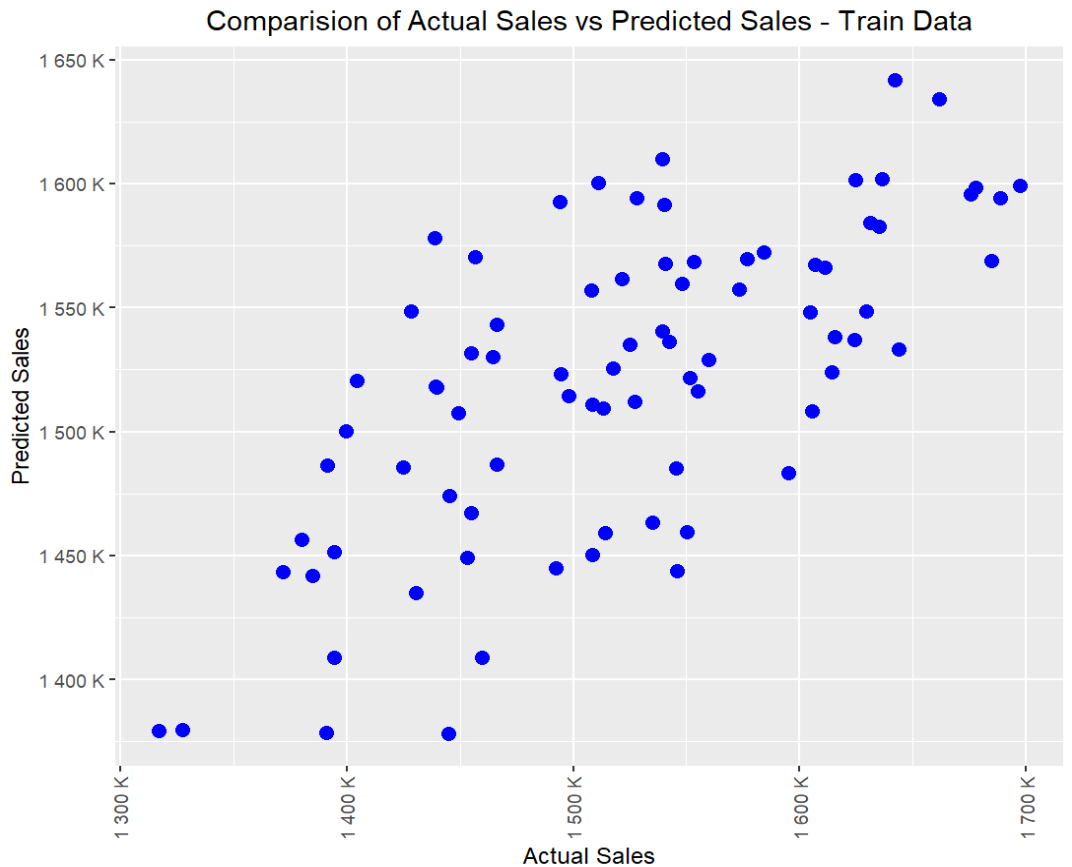 Comparision of Actual Sales vs Predicted Sales - Train Data
1 650 K
1 600 K
1 550 K
1 500 K
1 450 K
1 400 K
Predicted Sales
1 300 K
1 400 K
1 500 K
1 600 K
1 700 K
Actual Sales